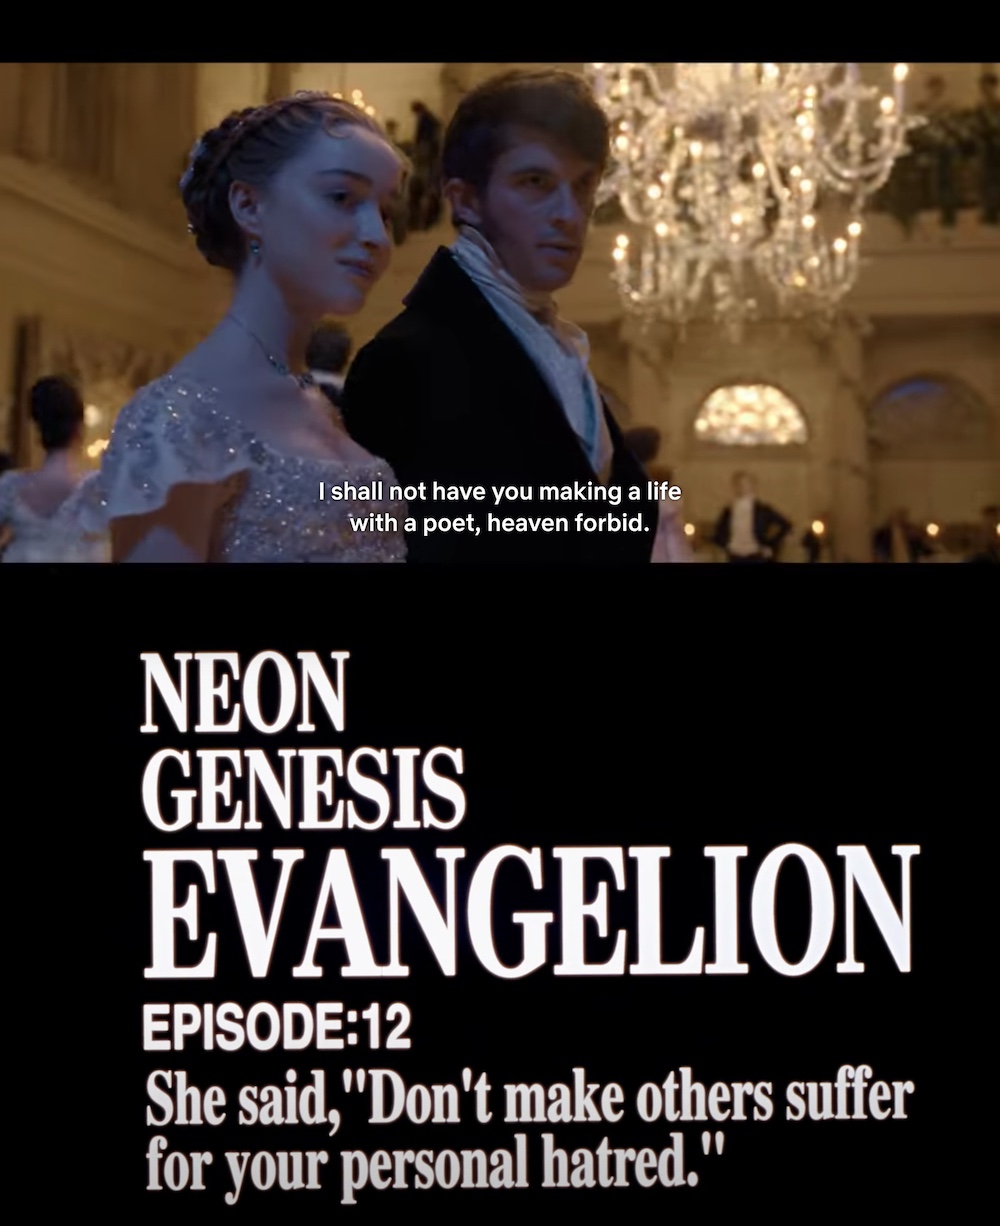 I shall not have you making a life
with a poet, heaven forbid.
NEON
GENESIS
EVANGELION
EPISODE:12
She said,"Don't make others suffer
for your personal hatred."